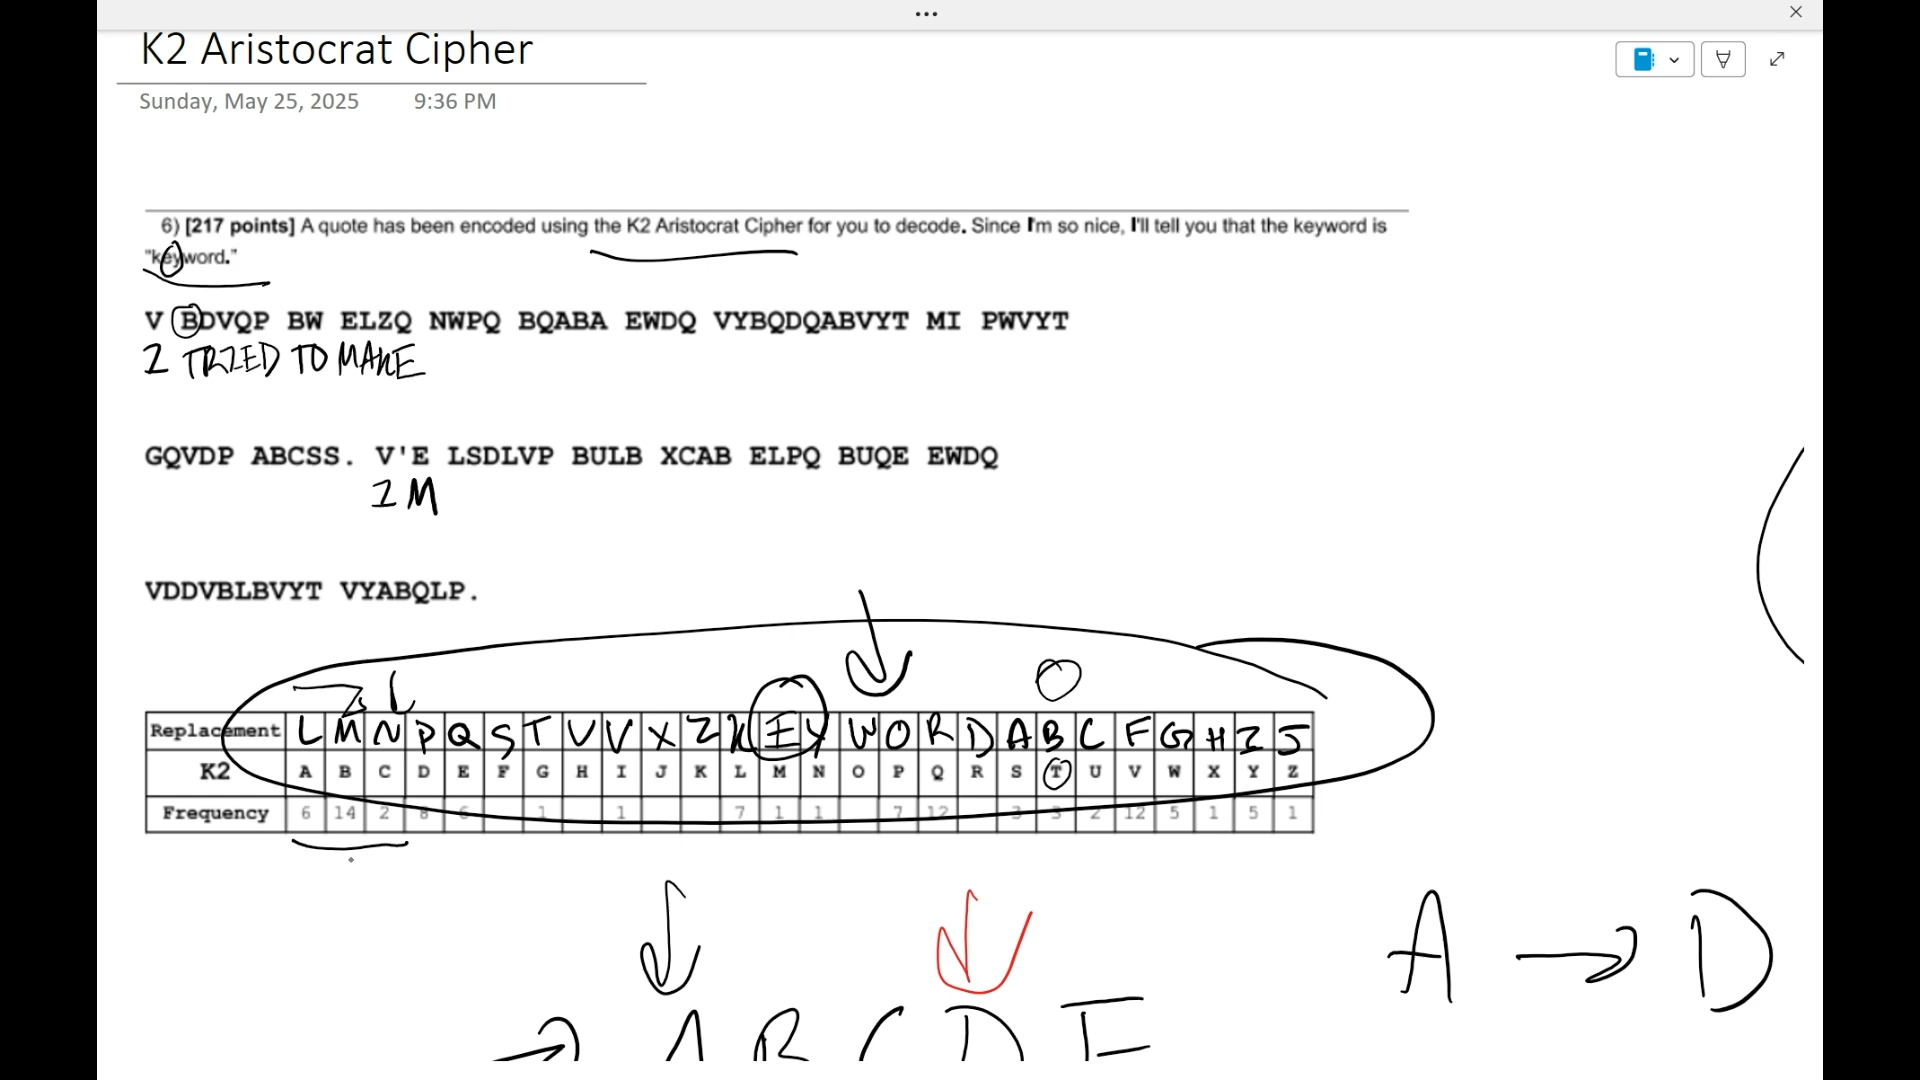 K2 Aristocrat Cipher
Sunday, May 25, 2025 9:36 PM
6) [217 points] A quote has been encoded using the K2 Aristocrat Cipher for you to decode. Since I'm so nice, I'll tell you that the keyword is
"keyword."
V BDVQP BW ELZQ NWPQ BQABA EWDQ VYBQDQABVYT MI PWVYT
I TRIED TO MAKE
GQVDP ABCSS. V'E LSDLVP BULB XCAB ELPQ BUQE EWDQ
I M
VDDVBLBVYT VYABQLP.
Replacement L M N P Q S T U V X Z K E Y W O R D A B C F G H I J
K2 A B C D E F G H I J K L M N O P Q R S T U V W X Y Z
Frequency 6 14 2 8 6 1 1 7 1 1 7 12 3 3 2 12 5 1 5 1
A → D
→ A B C D E